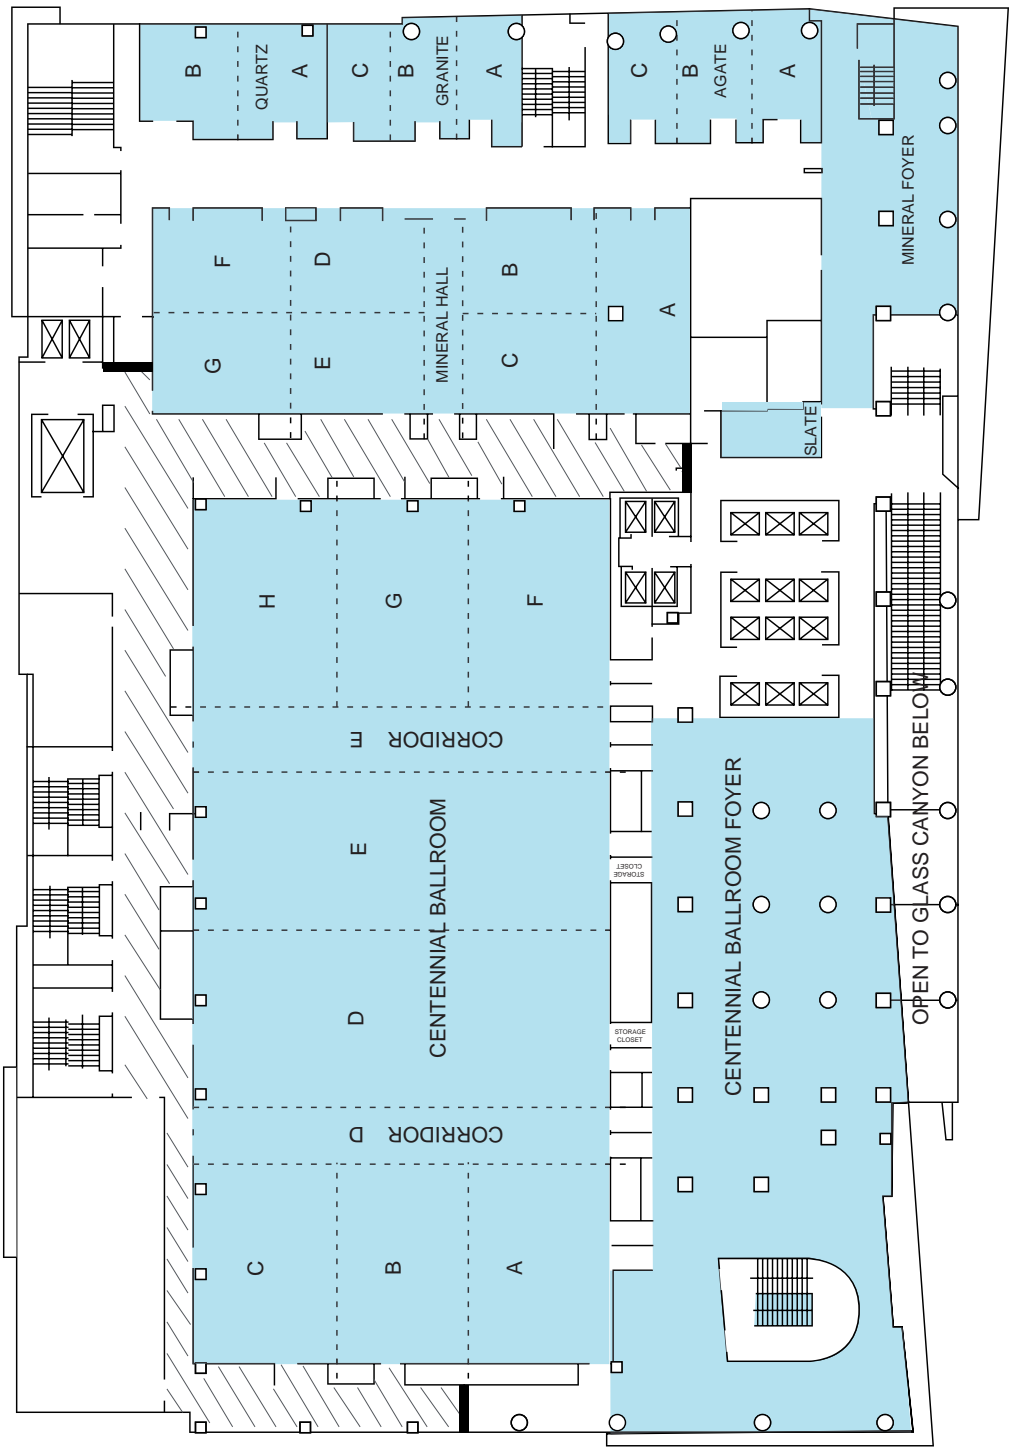 B
QUARTZ
A
C
B
GRANITE
A
C
B
AGATE
A
MINERAL FOYER
F
D
MINERAL HALL
B
A
G
E
C
SLATE
H
G
F
CORRIDOR E
E
CENTENNIAL BALLROOM
D
CORRIDOR D
C
B
A
STORAGE
CLOSET
STORAGE
CLOSET
CENTENNIAL BALLROOM FOYER
OPEN TO GLASS CANYON BELOW